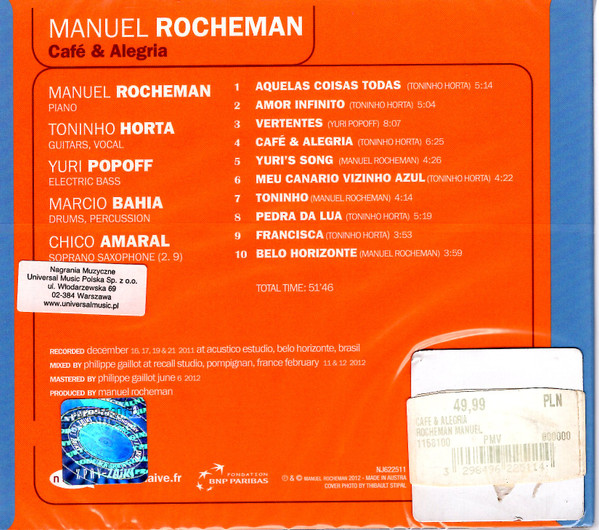 MANUEL ROCHEMAN
Café & Alegria
MANUEL ROCHEMAN
PIANO
TONINHO HORTA
GUITARS, VOCAL
YURI POPOFF
ELECTRIC BASS
MARCIO BAHIA
DRUMS, PERCUSSION
CHICO AMARAL
SOPRANO SAXOPHONE (2. 9)
1 AQUELAS COISAS TODAS (TONINHO HORTA) 5:14
2 AMOR INFINITO (TONINHO HORTA) 5:04
3 VERTENTES (YURI POPOFF) 8:07
4 CAFÉ & ALEGRIA (TONINHO HORTA) 6:25
5 YURI'S SONG (MANUEL ROCHEMAN) 4:26
6 MEU CANARIO VIZINHO AZUL (TONINHO HORTA) 4:22
7 TONINHO (MANUEL ROCHEMAN) 4:14
8 PEDRA DA LUA (TONINHO HORTA) 5:19
9 FRANCISCA (TONINHO HORTA) 3:53
10 BELO HORIZONTE (MANUEL ROCHEMAN) 3:59
TOTAL TIME: 51'46
Nagrania Muzyczne
Universal Music Polska Sp. z o.o.
ul. Włodarzewska 69
02-384 Warszawa
www.universalmusic.pl
RECORDED december 16, 17, 19 & 21 2011 at acustico estudio, belo horizonte, brasil
MIXED BY philippe gaillot at recall studio, pompignan, france february 11 & 12 2012
MASTERED BY philippe gaillot june 6 2012
PRODUCED BY manuel rocheman
49,99 PLN
CAFE & ALEGRIA
ROCHEMAN MANUEL
1150100 PMV 000000
n
aive.fr
FONDATION
BNP PARIBAS
NJ622511
℗ & © MANUEL ROCHEMAN 2012 - MADE IN AUSTRA
COVER PHOTO BY THIBAULT STIPAL